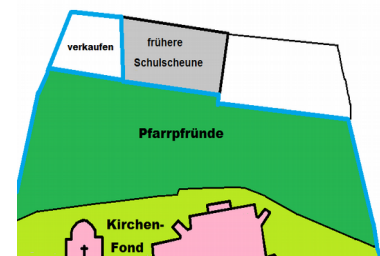 verkaufen
frühere
Schulscheune
Pfarrpfründe
Kirchen-
Fond